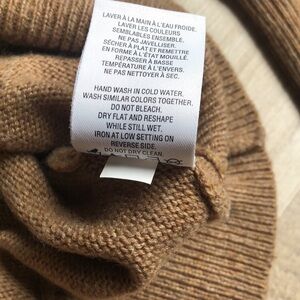 LAVER À LA MAIN À L'EAU FROIDE.
LAVER LES COULEURS
SEMBLABLES ENSEMBLE.
NE PAS JAVELLISER.
SÉCHER À PLAT ET REMETTRE
EN FORME À L'ÉTAT MOUILLÉ.
REPASSER À BASSE
TEMPÉRATURE À L'ENVERS.
NE PAS NETTOYER À SEC.
HAND WASH IN COLD WATER.
WASH SIMILAR COLORS TOGETHER.
DO NOT BLEACH.
DRY FLAT AND RESHAPE
WHILE STILL WET.
IRON AT LOW SETTING ON
REVERSE SIDE.
DO NOT DRY CLEAN.